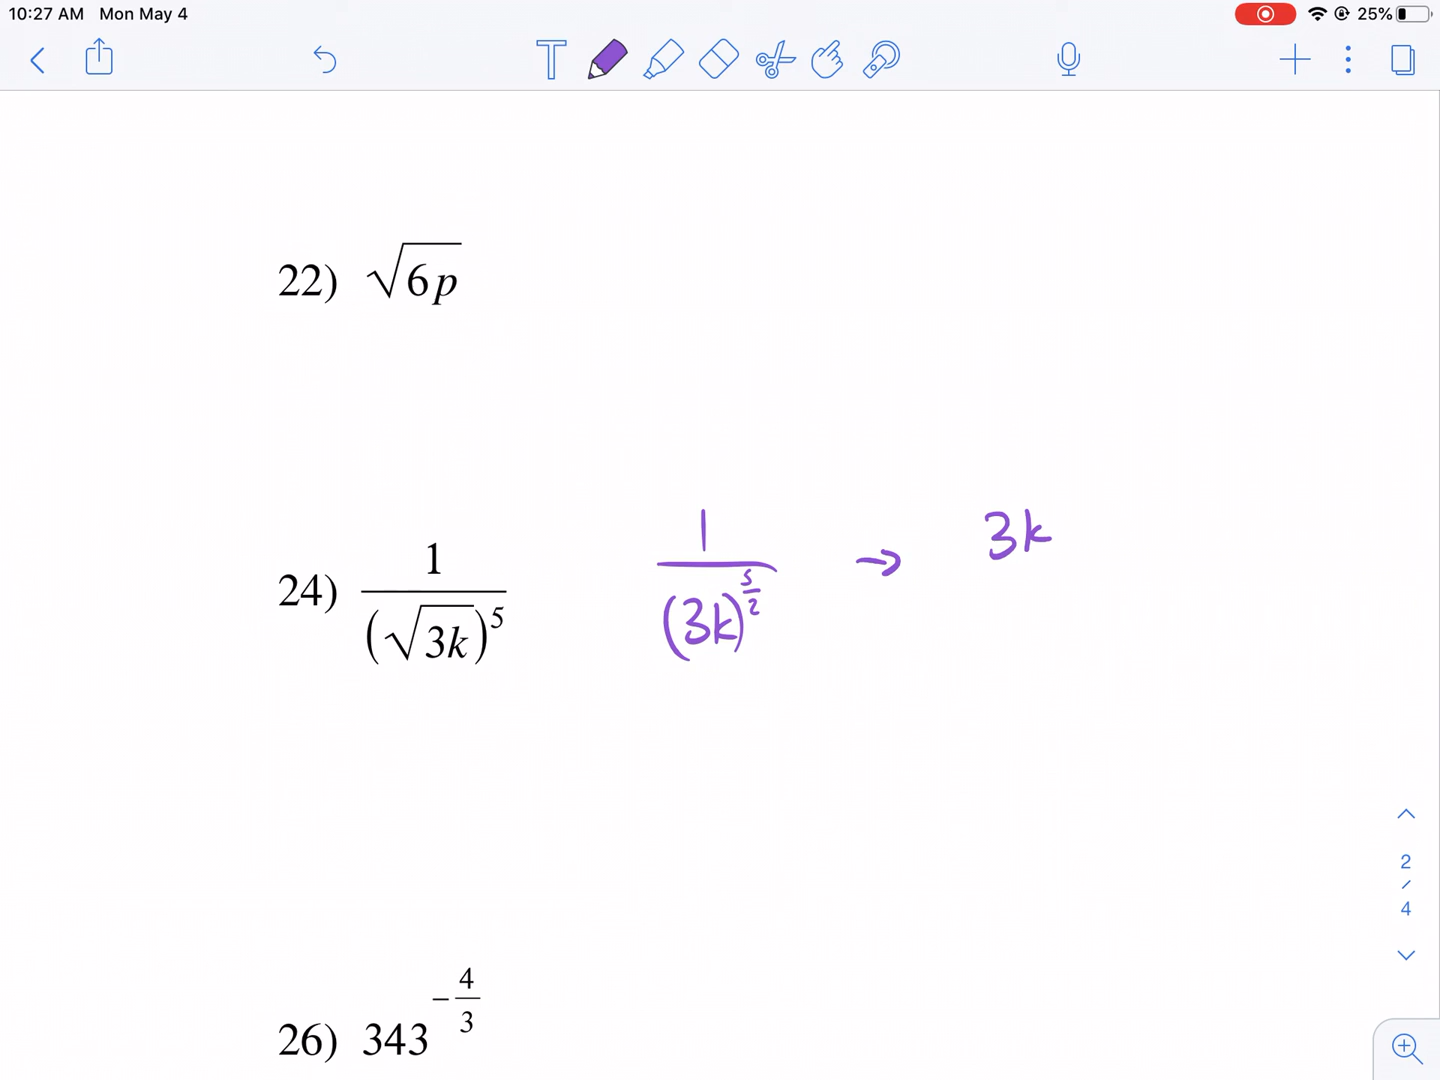 10:27 AM Mon May 4 25%
22) √6p
24) 1/(√3k)^5 1/(3k)^(5/2) → 3k
2/4
26) 343^(-4/3)